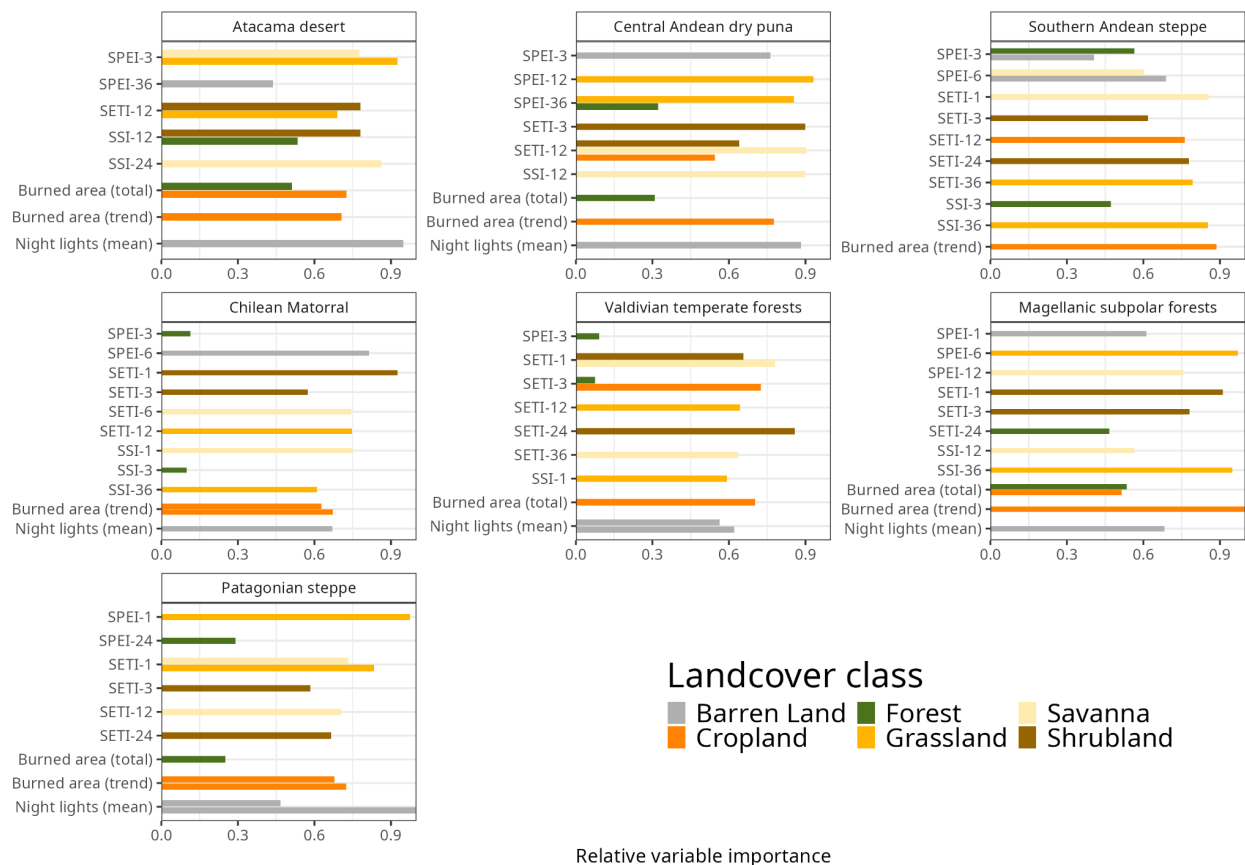 Atacama desert
SPEI-3
SPEI-36
SETI-12
SSI-12
SSI-24
Burned area (total)
Burned area (trend)
Night lights (mean)
0.0 0.3 0.6 0.9
Central Andean dry puna
SPEI-3
SPEI-12
SPEI-36
SETI-3
SETI-12
SSI-12
Burned area (total)
Burned area (trend)
Night lights (mean)
0.0 0.3 0.6 0.9
Southern Andean steppe
SPEI-3
SPEI-6
SETI-1
SETI-3
SETI-12
SETI-24
SETI-36
SSI-3
SSI-36
Burned area (trend)
0.0 0.3 0.6 0.9
Chilean Matorral
SPEI-3
SPEI-6
SETI-1
SETI-3
SETI-6
SETI-12
SSI-1
SSI-3
SSI-36
Burned area (trend)
Night lights (mean)
0.0 0.3 0.6 0.9
Valdivian temperate forests
SPEI-3
SETI-1
SETI-3
SETI-12
SETI-24
SETI-36
SSI-1
Burned area (total)
Night lights (mean)
0.0 0.3 0.6 0.9
Magellanic subpolar forests
SPEI-1
SPEI-6
SPEI-12
SETI-1
SETI-3
SETI-24
SSI-12
SSI-36
Burned area (total)
Burned area (trend)
Night lights (mean)
0.0 0.3 0.6 0.9
Patagonian steppe
SPEI-1
SPEI-24
SETI-1
SETI-3
SETI-12
SETI-24
Burned area (total)
Burned area (trend)
Night lights (mean)
0.0 0.3 0.6 0.9
Landcover class
Barren Land Forest Savanna
Cropland Grassland Shrubland
Relative variable importance